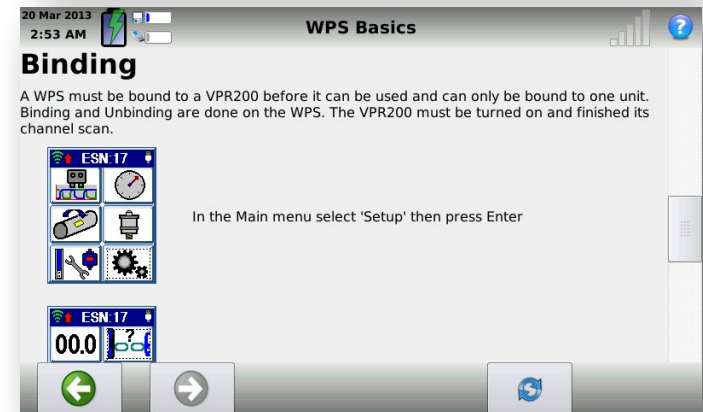 20 Mar 2013
2:53 AM
WPS Basics
?
Binding
A WPS must be bound to a VPR200 before it can be used and can only be bound to one unit.
Binding and Unbinding are done on the WPS. The VPR200 must be turned on and finished its
channel scan.
ESN:17
In the Main menu select 'Setup' then press Enter
ESN:17
00.0 ?